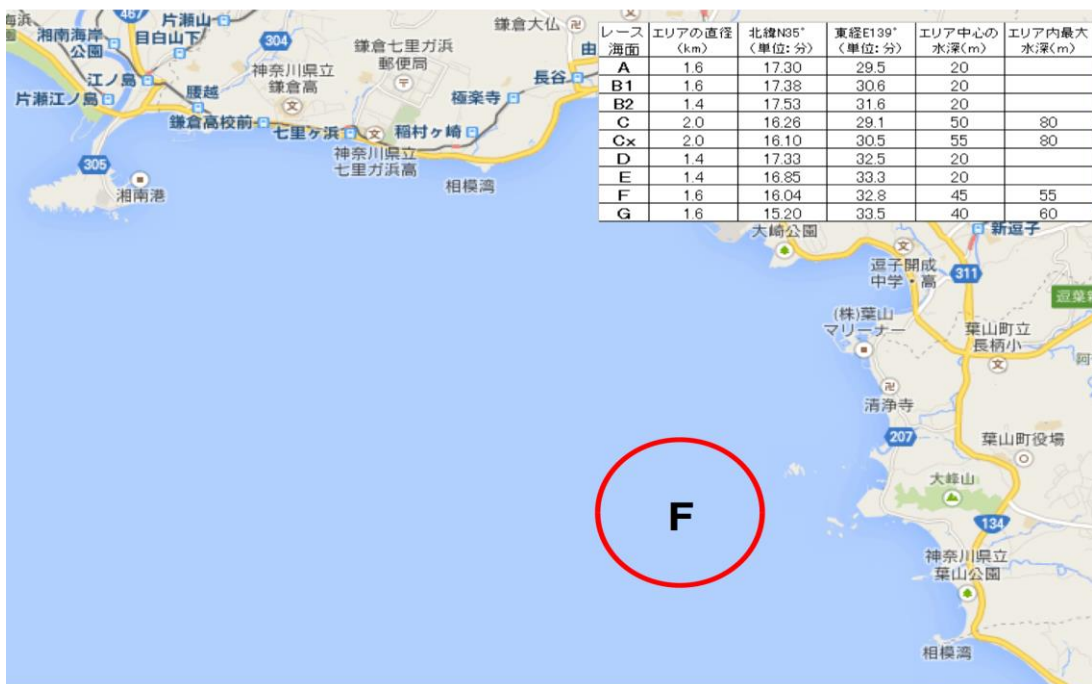 467
片瀬山
目白山下
湘南海岸
公園
江ノ島
片瀬江ノ島
腰越
304
神奈川県立
鎌倉高
鎌倉高校前
七里ヶ浜
鎌倉七里ガ浜
郵便局
稲村ヶ崎
極楽寺
長谷
鎌倉大仏
由
神奈川県立
七里ガ浜高
相模湾
305
湘南港
レース海面 エリアの直径(km) 北緯N35°(単位:分) 東経E139°(単位:分) エリア中心の水深(m) エリア内最大水深(m)
A 1.6 17.30 29.5 20
B1 1.6 17.38 30.6 20
B2 1.4 17.53 31.6 20
C 2.0 16.26 29.1 50 80
Cx 2.0 16.10 30.5 55 80
D 1.4 17.33 32.5 20
E 1.4 16.85 33.3 20
F 1.6 16.04 32.8 45 55
G 1.6 15.20 33.5 40 60
大崎公園
新逗子
逗子開成
中学・高
311
(株)葉山
マリーナー
葉山町立
長柄小
清浄寺
207
葉山町役場
大峰山
F
134
神奈川県立
葉山公園
相模湾